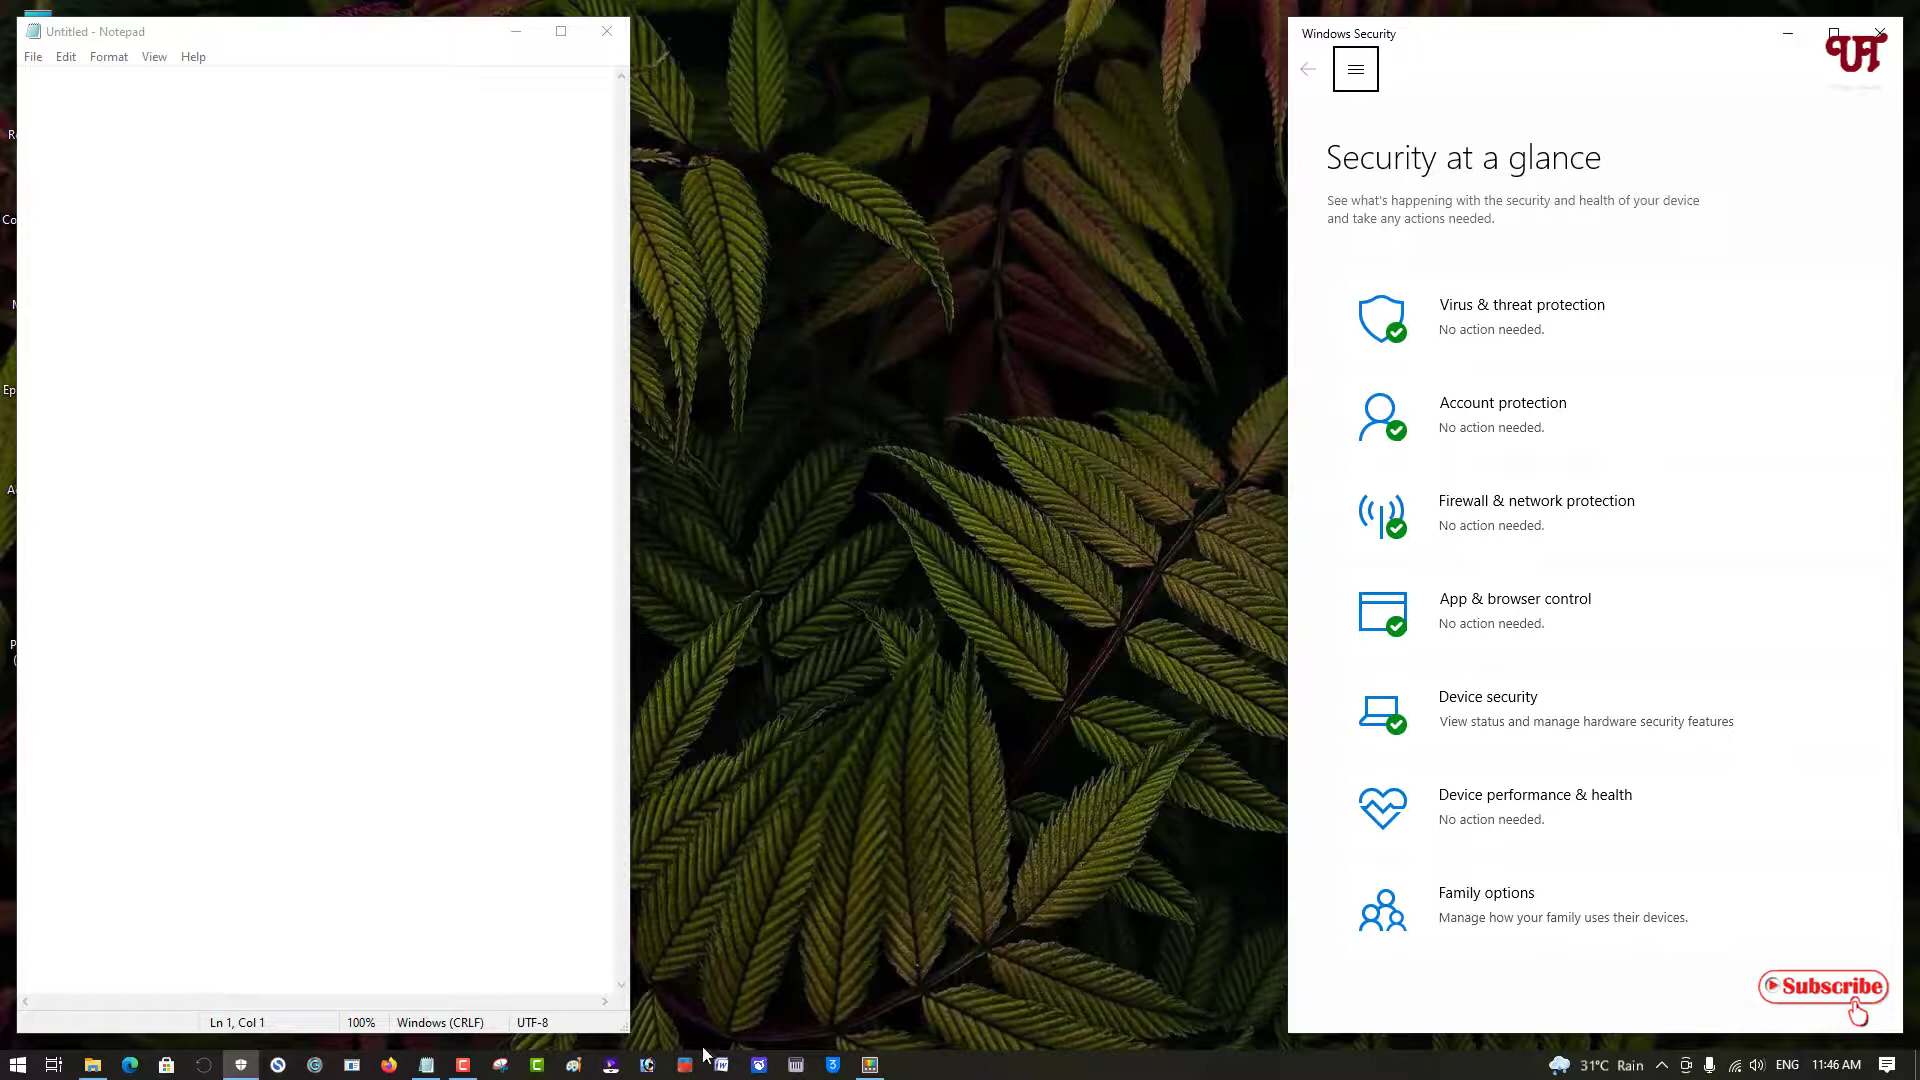 Untitled - Notepad
File Edit Format View Help
Ln 1, Col 1 100% Windows (CRLF) UTF-8
Windows Security
UT
Security at a glance
See what's happening with the security and health of your device
and take any actions needed.
Virus & threat protection
No action needed.
Account protection
No action needed.
Firewall & network protection
No action needed.
App & browser control
No action needed.
Device security
View status and manage hardware security features
Device performance & health
No action needed.
Family options
Manage how your family uses their devices.
Subscribe
31°C Rain ENG 11:46 AM